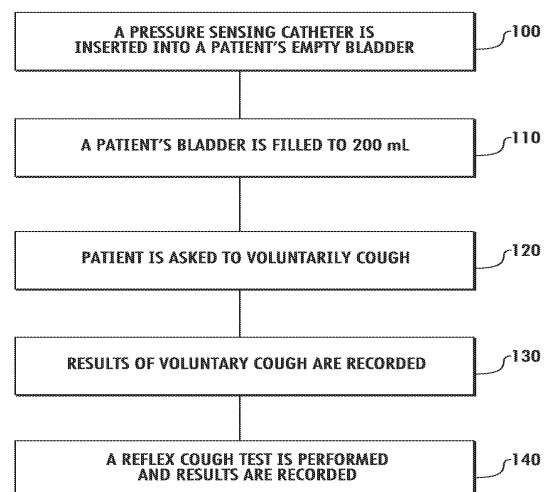 A PRESSURE SENSING CATHETER IS
INSERTED INTO A PATIENT'S EMPTY BLADDER
100
A PATIENT'S BLADDER IS FILLED TO 200 mL
110
PATIENT IS ASKED TO VOLUNTARILY COUGH
120
RESULTS OF VOLUNTARY COUGH ARE RECORDED
130
A REFLEX COUGH TEST IS PERFORMED
AND RESULTS ARE RECORDED
140